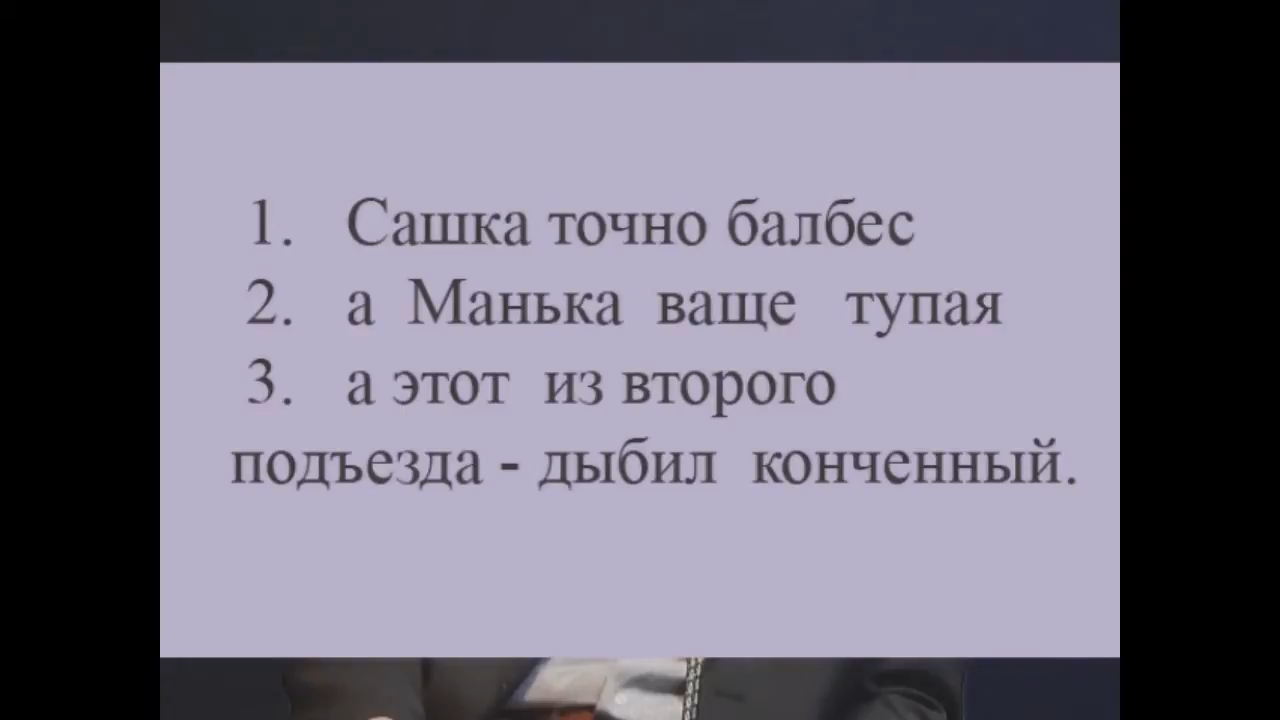 1. Сашка точно балбес
2. а Манька ваще тупая
3. а этот из второго
подъезда - дыбил конченный.